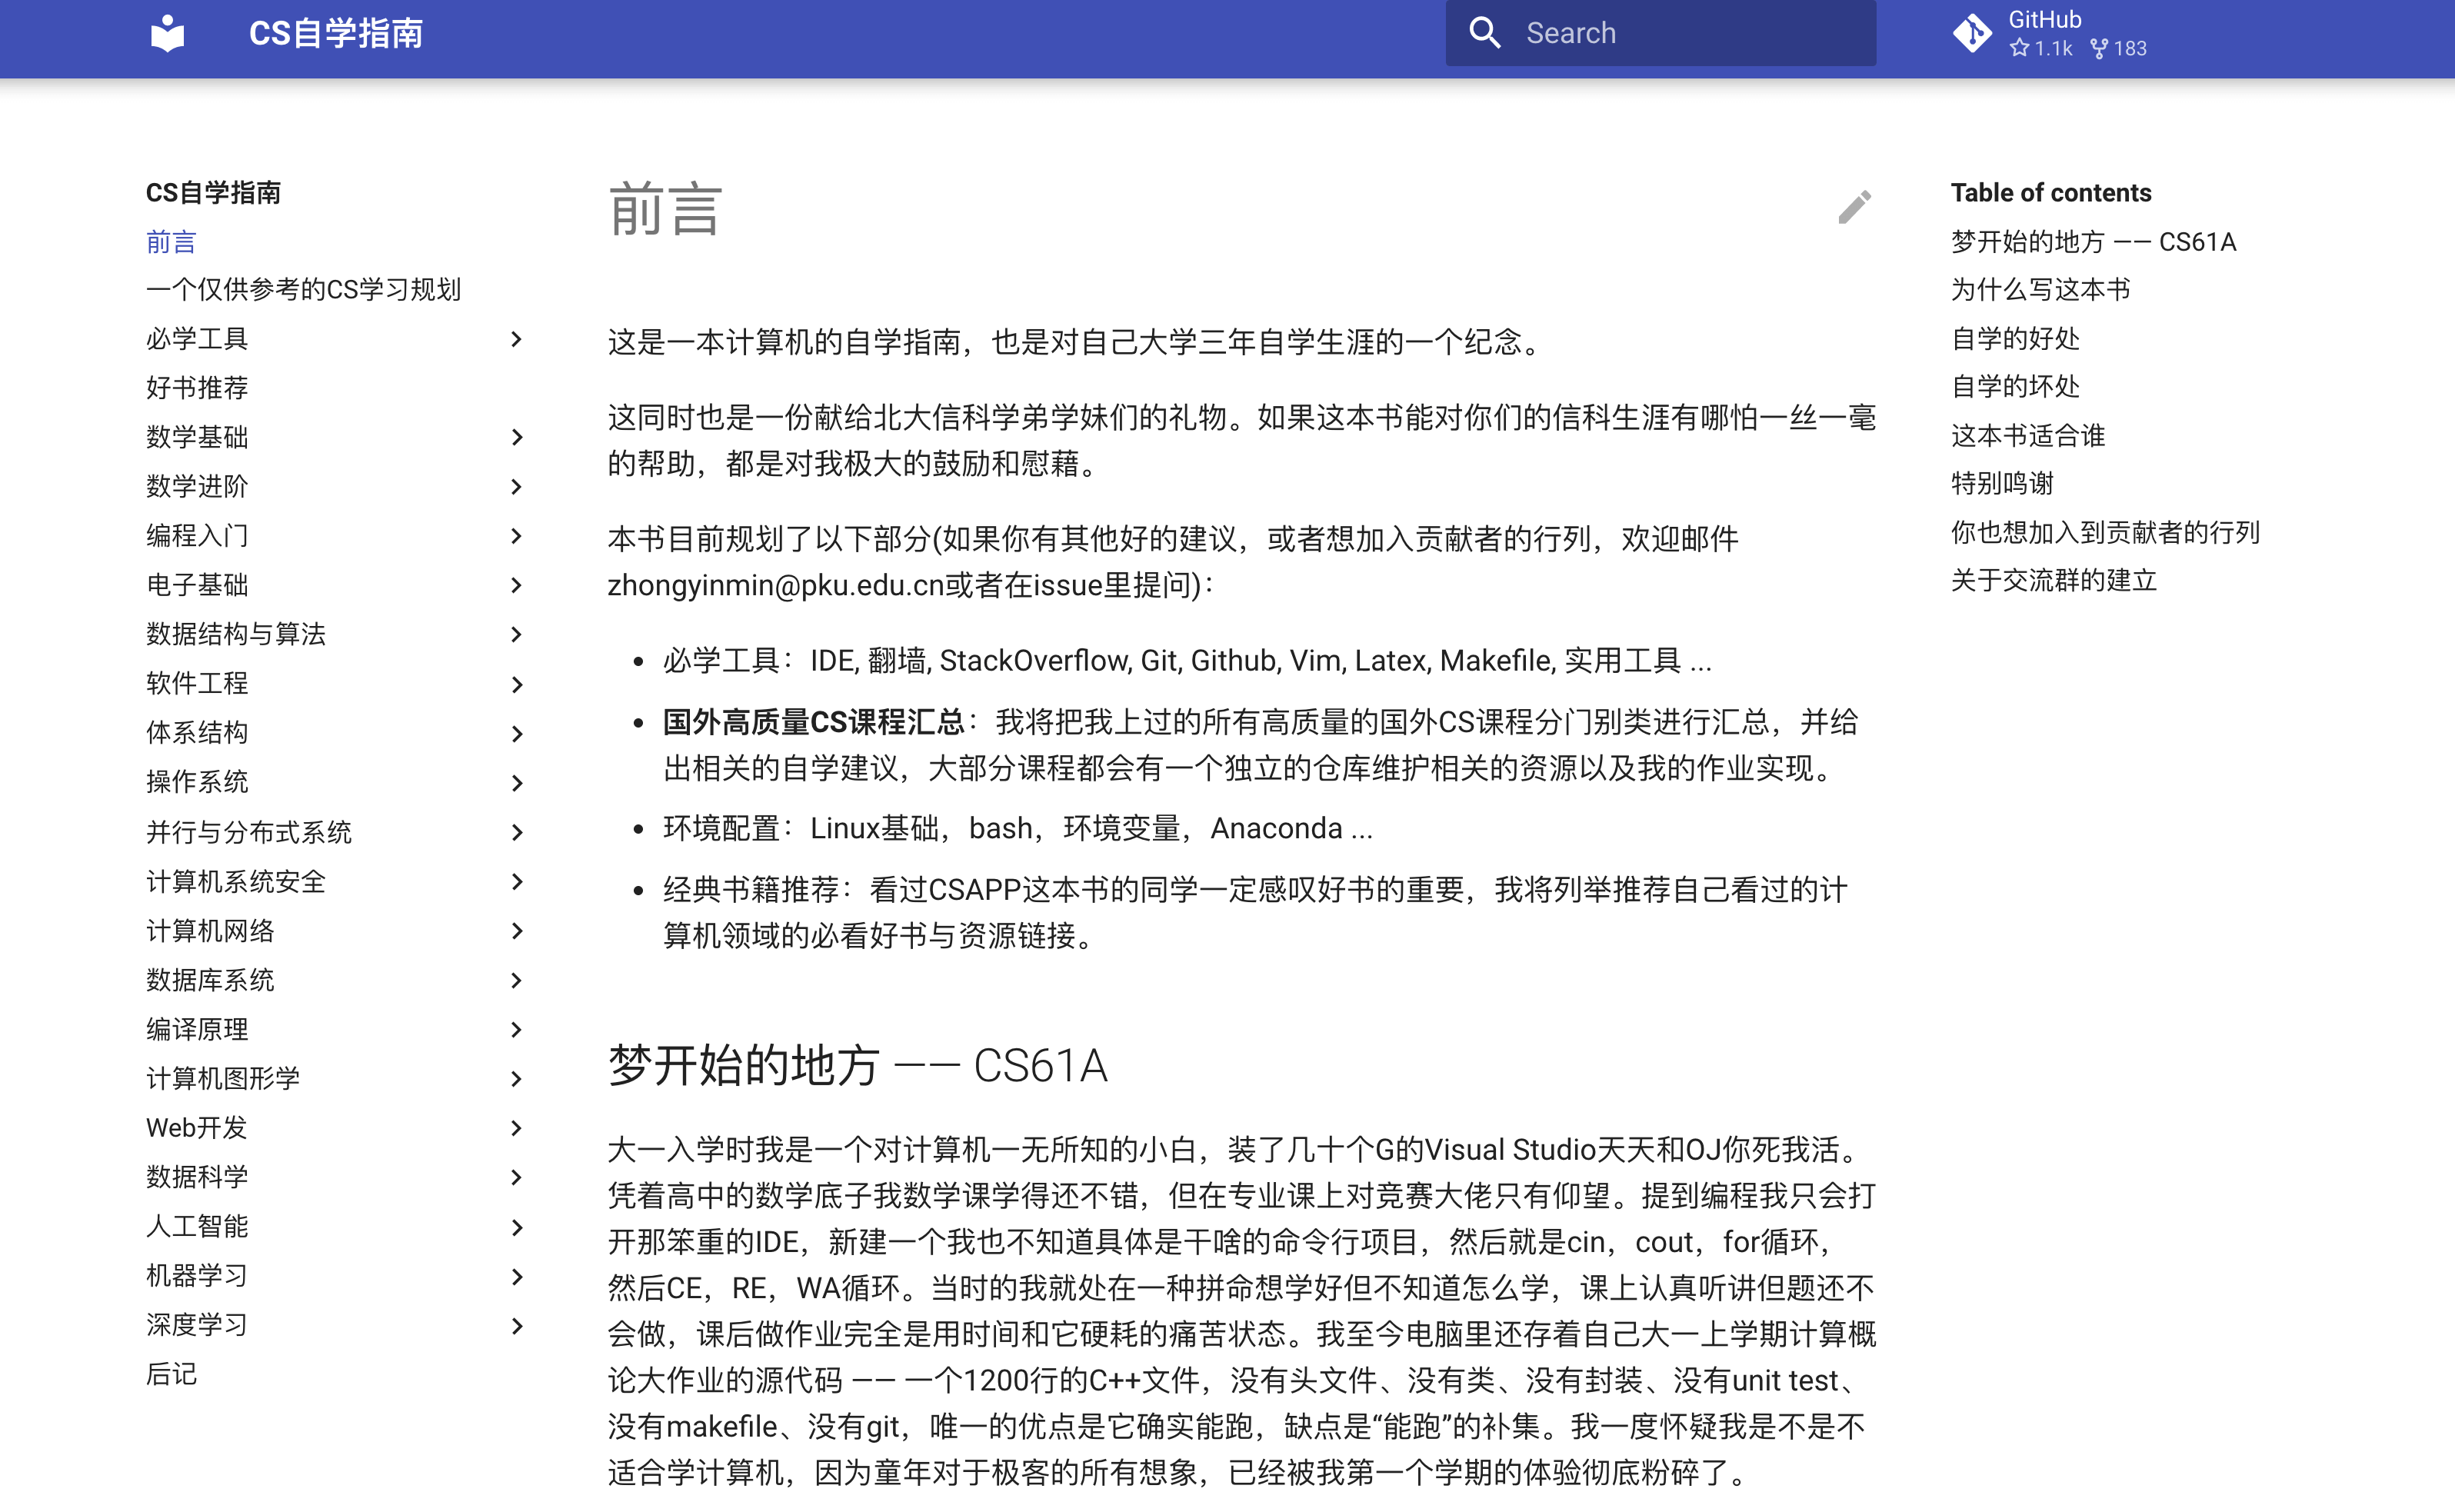 CS自学指南
Search
GitHub
1.1k 183
CS自学指南
前言
一个仅供参考的CS学习规划
必学工具
好书推荐
数学基础
数学进阶
编程入门
电子基础
数据结构与算法
软件工程
体系结构
操作系统
并行与分布式系统
计算机系统安全
计算机网络
数据库系统
编译原理
计算机图形学
Web开发
数据科学
人工智能
机器学习
深度学习
后记
前言
这是一本计算机的自学指南，也是对自己大学三年自学生涯的一个纪念。
这同时也是一份献给北大信科学弟学妹们的礼物。如果这本书能对你们的信科生涯有哪怕一丝一毫
的帮助，都是对我极大的鼓励和慰藉。
本书目前规划了以下部分(如果你有其他好的建议，或者想加入贡献者的行列，欢迎邮件
zhongyinmin@pku.edu.cn或者在issue里提问)：
• 必学工具：IDE, 翻墙, StackOverflow, Git, Github, Vim, Latex, Makefile, 实用工具 ...
• 国外高质量CS课程汇总：我将把我上过的所有高质量的国外CS课程分门别类进行汇总，并给
出相关的自学建议，大部分课程都会有一个独立的仓库维护相关的资源以及我的作业实现。
• 环境配置：Linux基础，bash，环境变量，Anaconda ...
• 经典书籍推荐：看过CSAPP这本书的同学一定感叹好书的重要，我将列举推荐自己看过的计
算机领域的必看好书与资源链接。
梦开始的地方 —— CS61A
大一入学时我是一个对计算机一无所知的小白，装了几十个G的Visual Studio天天和OJ你死我活。
凭着高中的数学底子我数学课学得还不错，但在专业课上对竞赛大佬只有仰望。提到编程我只会打
开那笨重的IDE，新建一个我也不知道具体是干啥的命令行项目，然后就是cin，cout，for循环，
然后CE，RE，WA循环。当时的我就处在一种拼命想学好但不知道怎么学，课上认真听讲但题还不
会做，课后做作业完全是用时间和它硬耗的痛苦状态。我至今电脑里还存着自己大一上学期计算概
论大作业的源代码 —— 一个1200行的C++文件，没有头文件、没有类、没有封装、没有unit test、
没有makefile、没有git，唯一的优点是它确实能跑，缺点是“能跑”的补集。我一度怀疑我是不是不
适合学计算机，因为童年对于极客的所有想象，已经被我第一个学期的体验彻底粉碎了。
Table of contents
梦开始的地方 —— CS61A
为什么写这本书
自学的好处
自学的坏处
这本书适合谁
特别鸣谢
你也想加入到贡献者的行列
关于交流群的建立